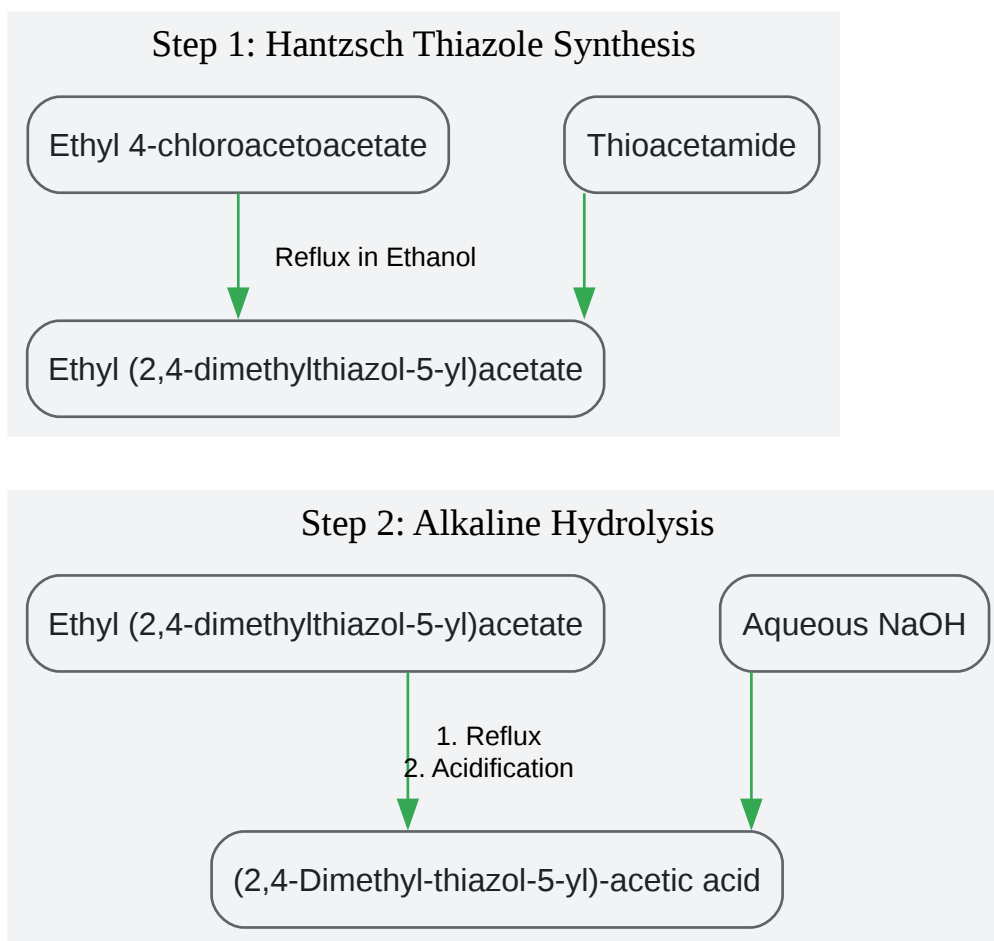 Step 1: Hantzsch Thiazole Synthesis
Ethyl 4-chloroacetoacetate
Thioacetamide
Reflux in Ethanol
Ethyl (2,4-dimethylthiazol-5-yl)acetate
Step 2: Alkaline Hydrolysis
Ethyl (2,4-dimethylthiazol-5-yl)acetate
Aqueous NaOH
1. Reflux
2. Acidification
(2,4-Dimethyl-thiazol-5-yl)-acetic acid